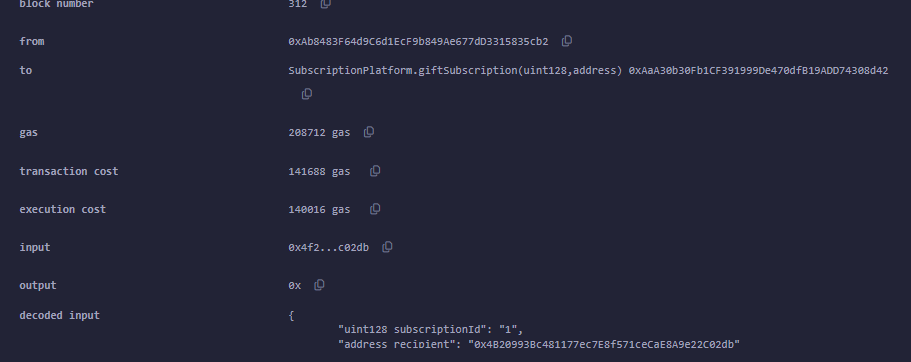 block number 312
from 0xAb8483F64d9C6d1EcF9b849Ae677dD3315835cb2
to SubscriptionPlatform.giftSubscription(uint128,address) 0xAaA30b30Fb1CF391999De470dfB19ADD74308d42
gas 208712 gas
transaction cost 141688 gas
execution cost 140016 gas
input 0x4f2...c02db
output 0x
decoded input {
"uint128 subscriptionId": "1",
"address recipient": "0x4B20993Bc481177ec7E8f571ceCaE8A9e22C02db"